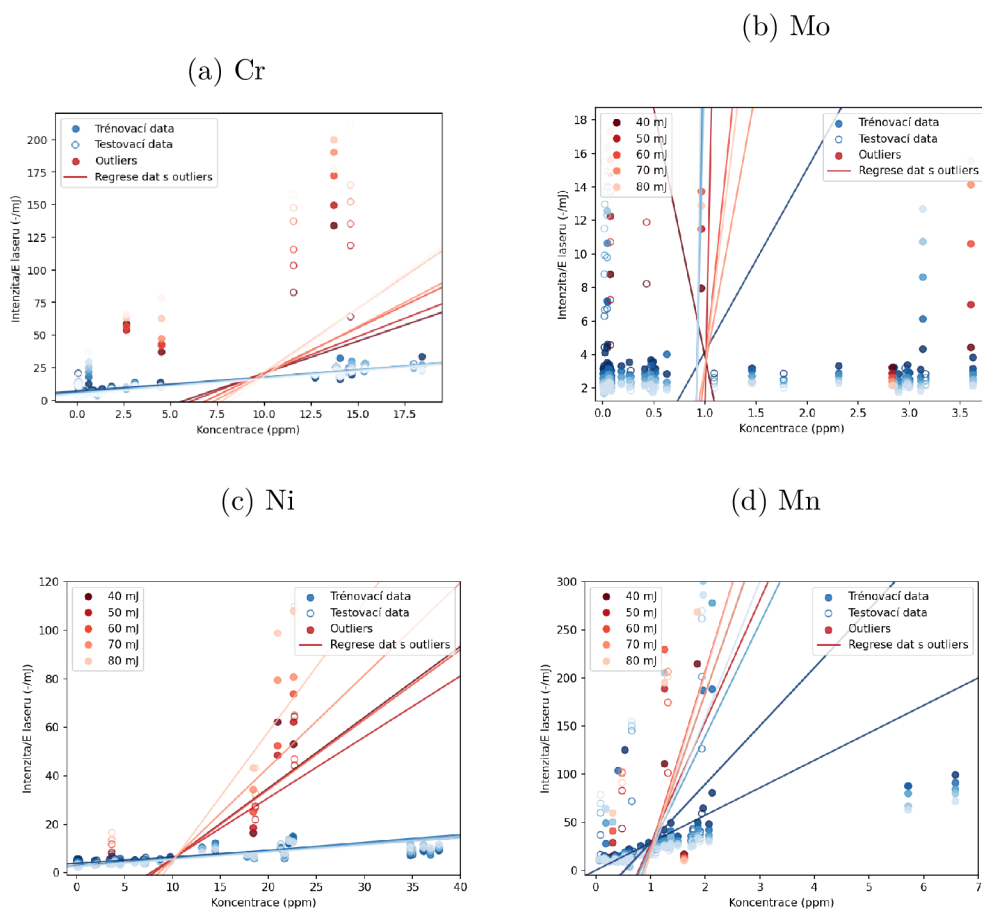 (a) Cr
Trénovací data
Testovací data
Outliers
Regrese dat s outliers
Intenzita/E laseru (-/mJ)
200
175
150
125
100
75
50
25
0
0.0 2.5 5.0 7.5 10.0 12.5 15.0 17.5
Koncentrace (ppm)
(b) Mo
40 mJ
50 mJ
60 mJ
70 mJ
80 mJ
Trénovací data
Testovací data
Outliers
Regrese dat s outliers
Intenzita/E laseru (-/mJ)
18
16
14
12
10
8
6
4
2
0.0 0.5 1.0 1.5 2.0 2.5 3.0 3.5
Koncentrace (ppm)
(c) Ni
40 mJ
50 mJ
60 mJ
70 mJ
80 mJ
Trénovací data
Testovací data
Outliers
Regrese dat s outliers
Intenzita/E laseru (-/mJ)
120
100
80
60
40
20
0
0 5 10 15 20 25 30 35 40
Koncentrace (ppm)
(d) Mn
40 mJ
50 mJ
60 mJ
70 mJ
80 mJ
Trénovací data
Testovací data
Outliers
Regrese dat s outliers
Intenzita/E laseru (-/mJ)
300
250
200
150
100
50
0
0 1 2 3 4 5 6 7
Koncentrace (ppm)